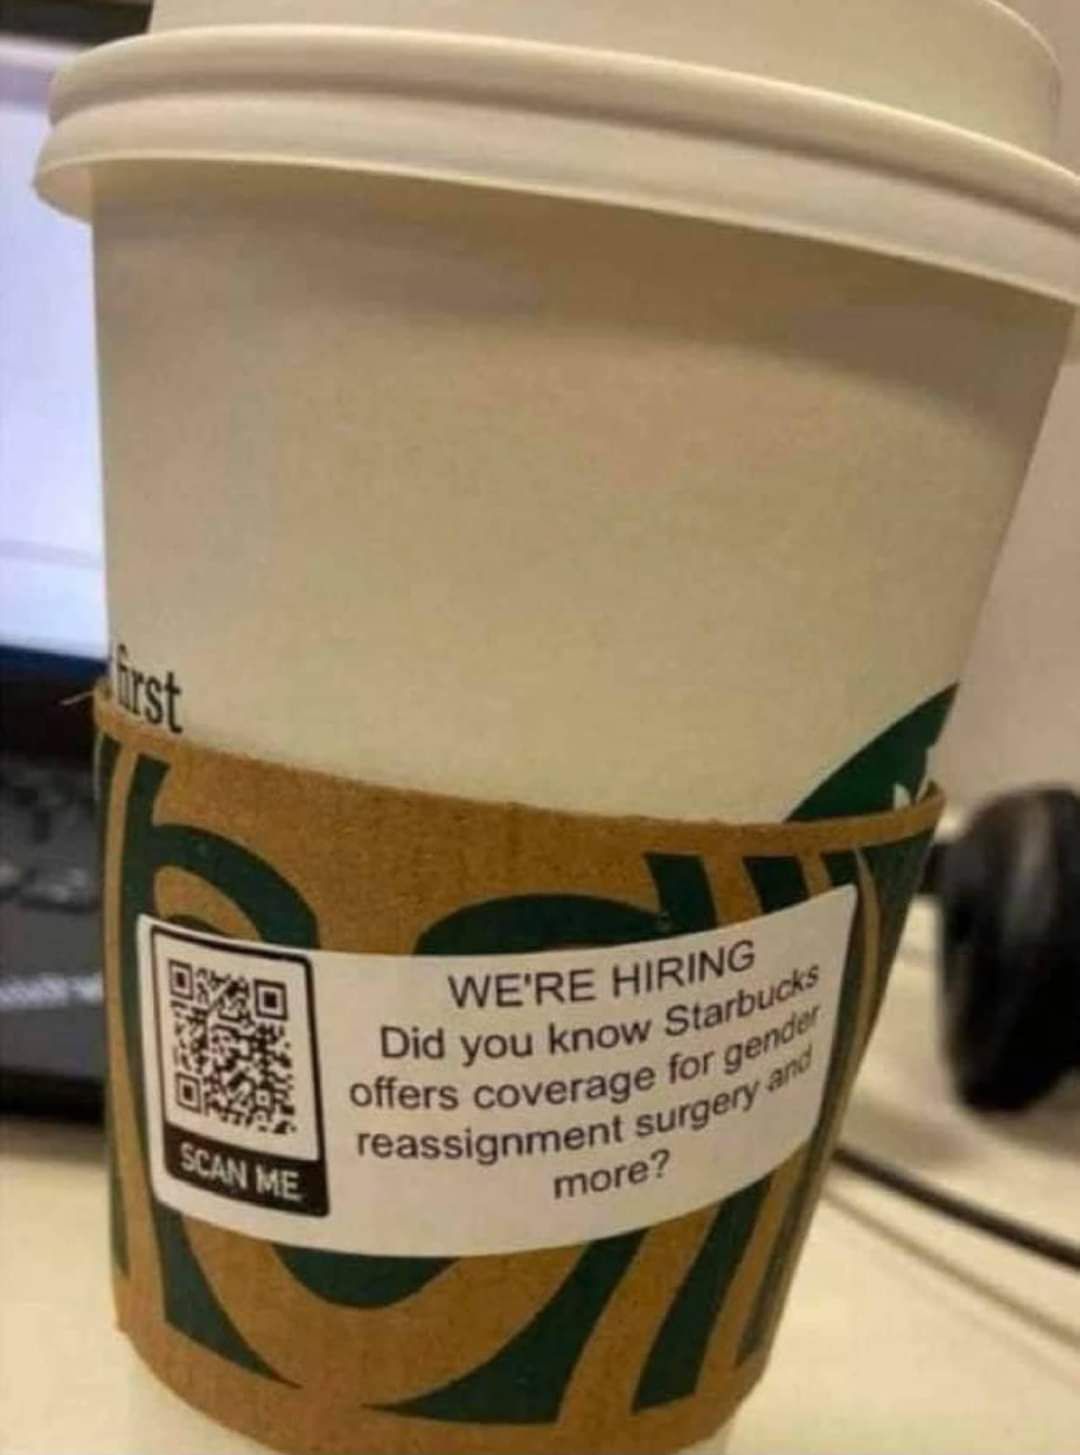 first
WE'RE HIRING
Did you know Starbucks
offers coverage for gender
reassignment surgery and
more?
SCAN ME